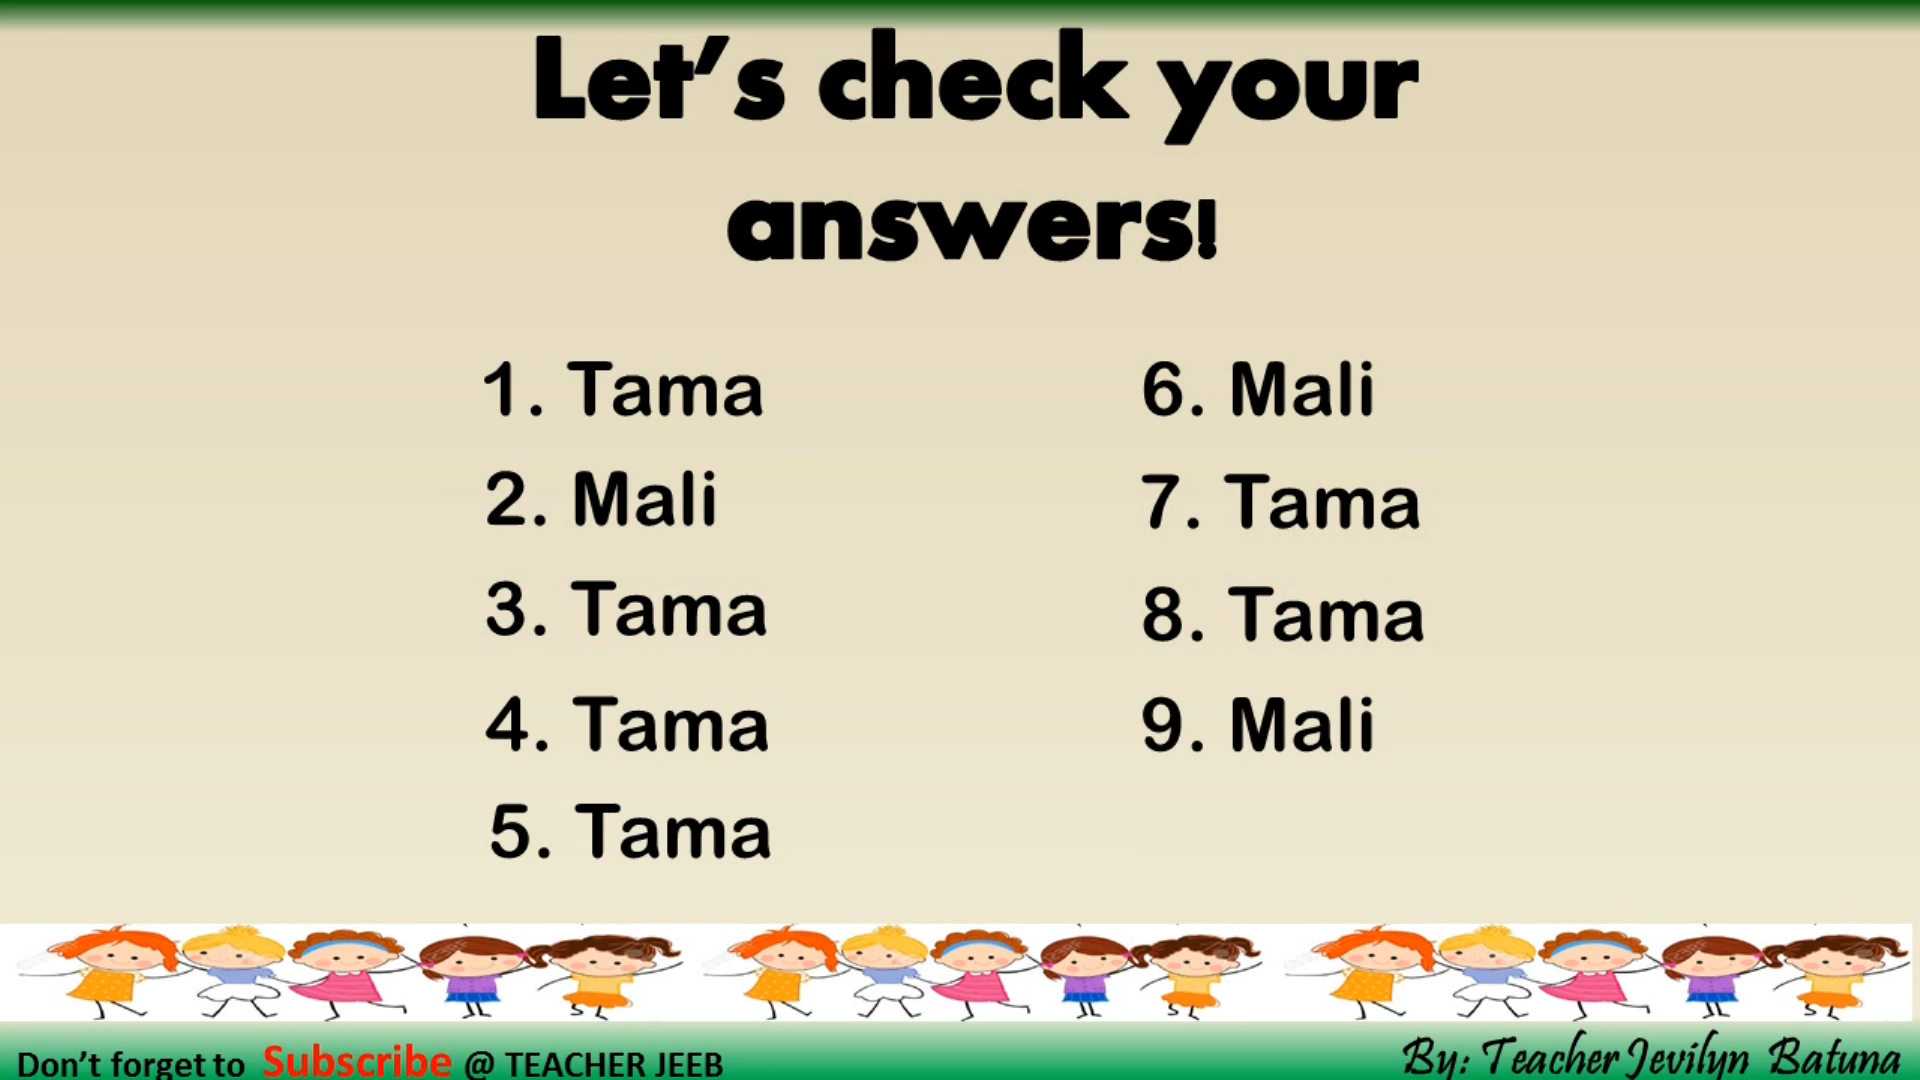 Let's check your
answers!
1. Tama
2. Mali
3. Tama
4. Tama
5. Tama
6. Mali
7. Tama
8. Tama
9. Mali
Don't forget to Subscribe @ TEACHER JEEB
By: Teacher Jevilyn Batuna